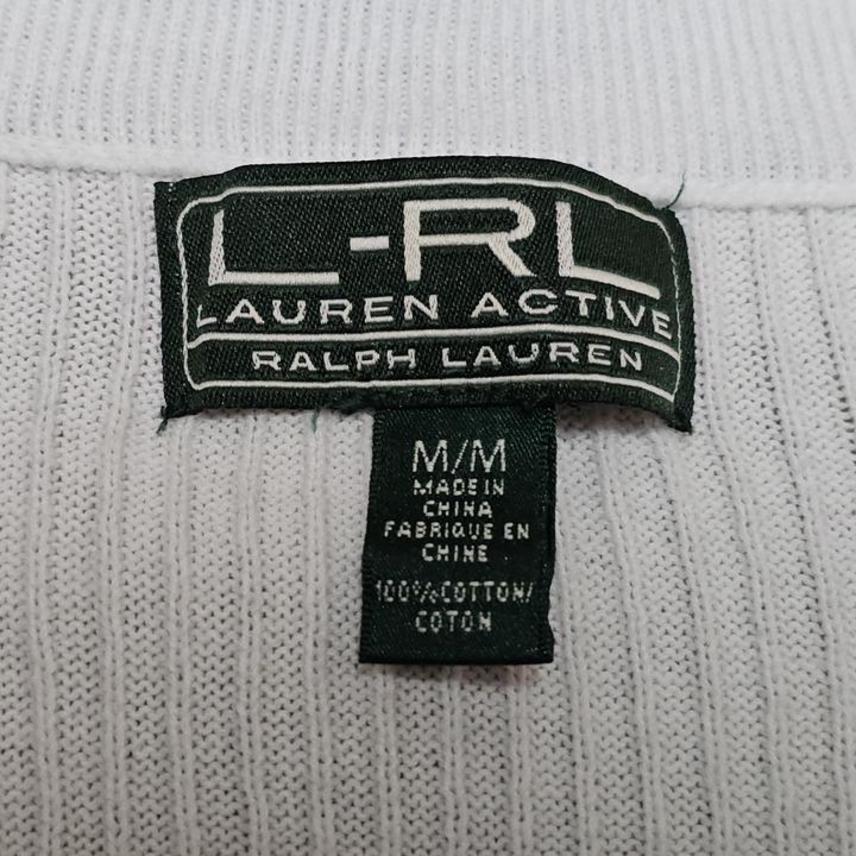 L-RL
LAUREN ACTIVE
RALPH LAUREN
M/M
MADE IN
CHINA
FABRIQUE EN
CHINE
100%COTTON/
COTON